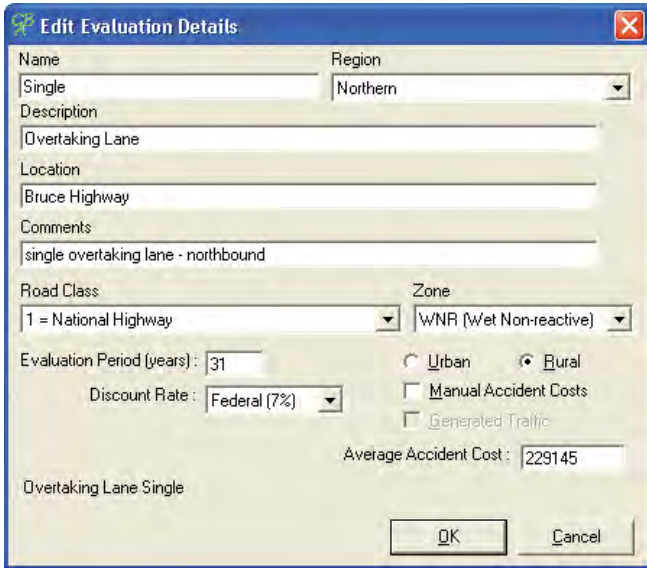 Edit Evaluation Details
Name Region
Single Northern
Description
Overtaking Lane
Location
Bruce Highway
Comments
single overtaking lane - northbound
Road Class Zone
1 = National Highway WNR (Wet Non-reactive)
Evaluation Period (years) : 31 Urban Rural
Discount Rate : Federal (7%) Manual Accident Costs
Generated Traffic
Average Accident Cost : 229145
Overtaking Lane Single
OK Cancel